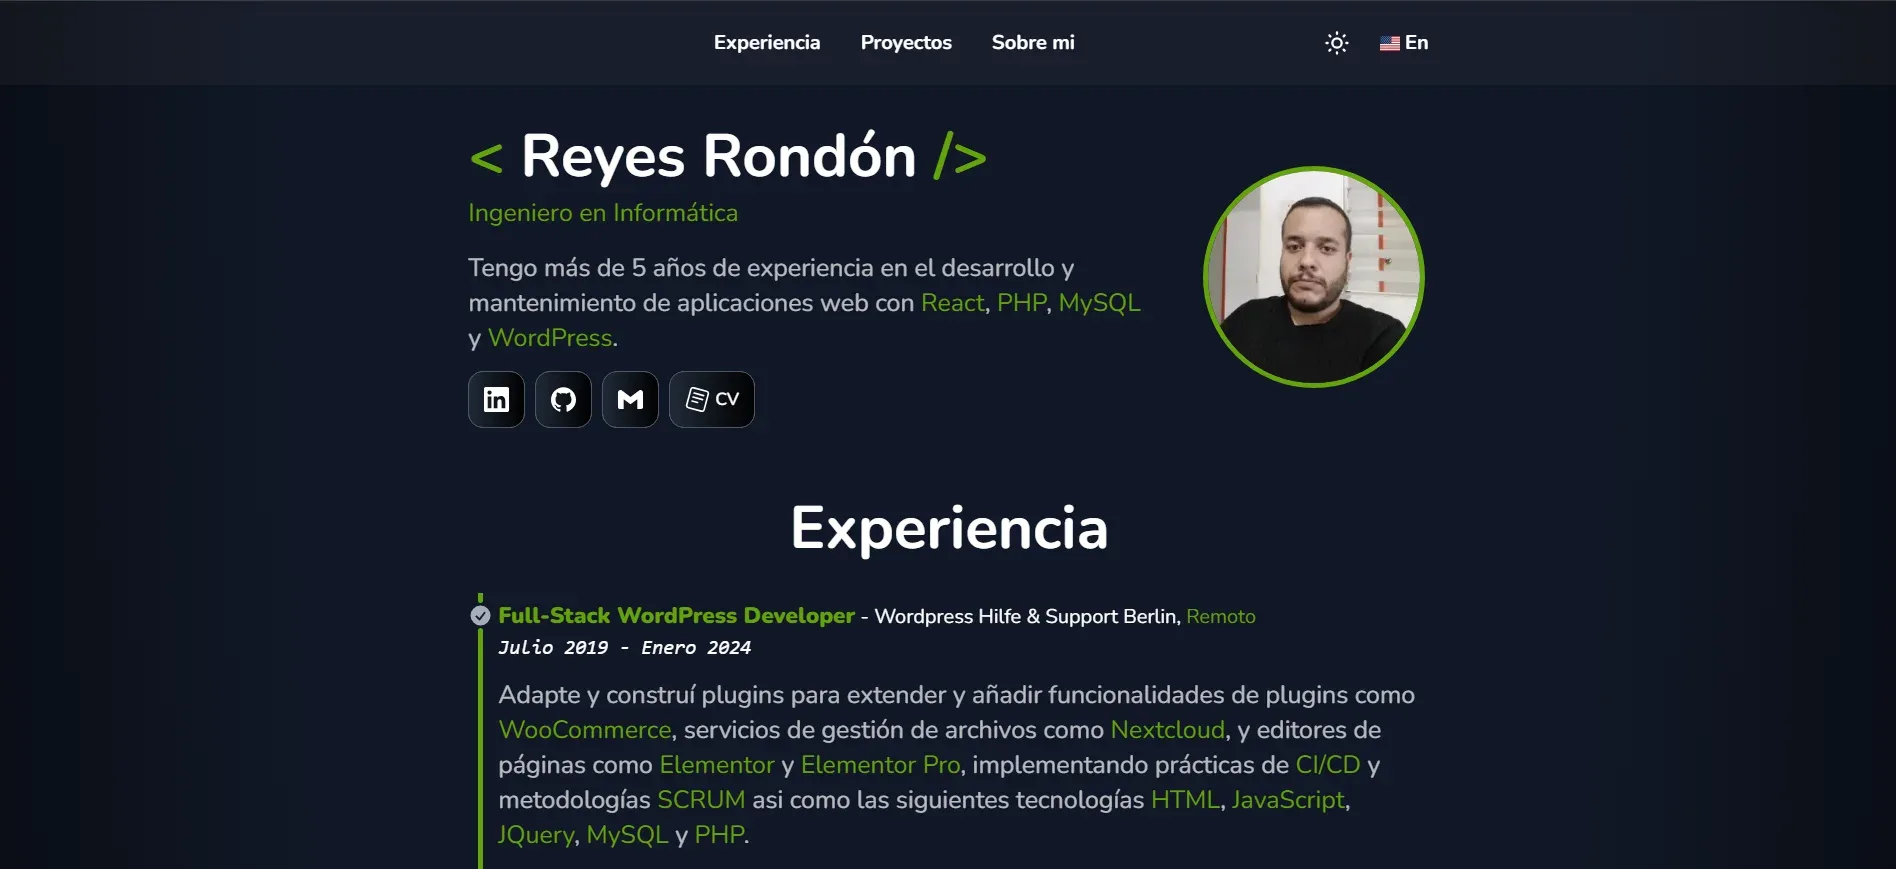 Experiencia Proyectos Sobre mi En
< Reyes Rondón />
Ingeniero en Informática
Tengo más de 5 años de experiencia en el desarrollo y
mantenimiento de aplicaciones web con React, PHP, MySQL
y WordPress.
in M CV
Experiencia
Full-Stack WordPress Developer - Wordpress Hilfe & Support Berlin, Remoto
Julio 2019 - Enero 2024
Adapte y construí plugins para extender y añadir funcionalidades de plugins como
WooCommerce, servicios de gestión de archivos como Nextcloud, y editores de
páginas como Elementor y Elementor Pro, implementando prácticas de CI/CD y
metodologías SCRUM asi como las siguientes tecnologías HTML, JavaScript,
JQuery, MySQL y PHP.